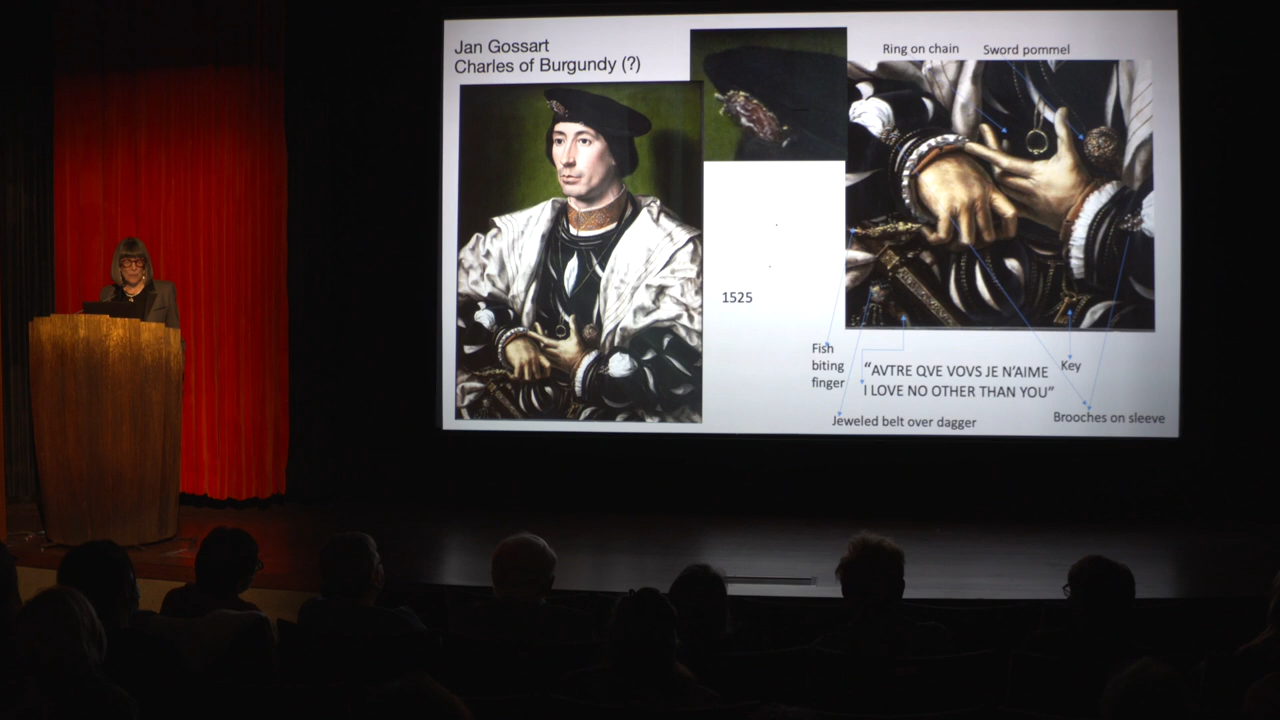 Jan Gossart
Charles of Burgundy (?)
Ring on chain
Sword pommel
1525
Fish
biting
finger
“AVTRE QVE VOVS JE N’AIME
I LOVE NO OTHER THAN YOU”
Key
Jeweled belt over dagger
Brooches on sleeve